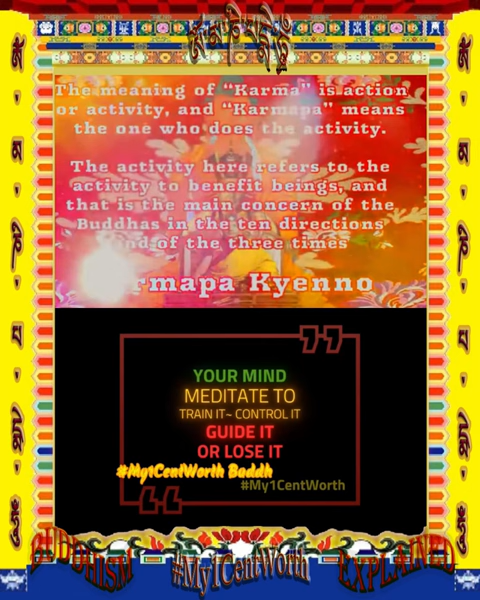 The meaning of “Karma” is action
or activity, and “Karmapa” means
the one who does the activity.
The activity here refers to the
activity to benefit beings, and
that is the main concern of the
Buddhas in the ten directions
and of the three times
rmapa Kyenno
YOUR MIND
MEDITATE TO
TRAIN IT~ CONTROL IT
GUIDE IT
OR LOSE IT
#My1CentWorth Buddh
#My1CentWorth
BUDDHISM #My1CentWorth EXPLAINED